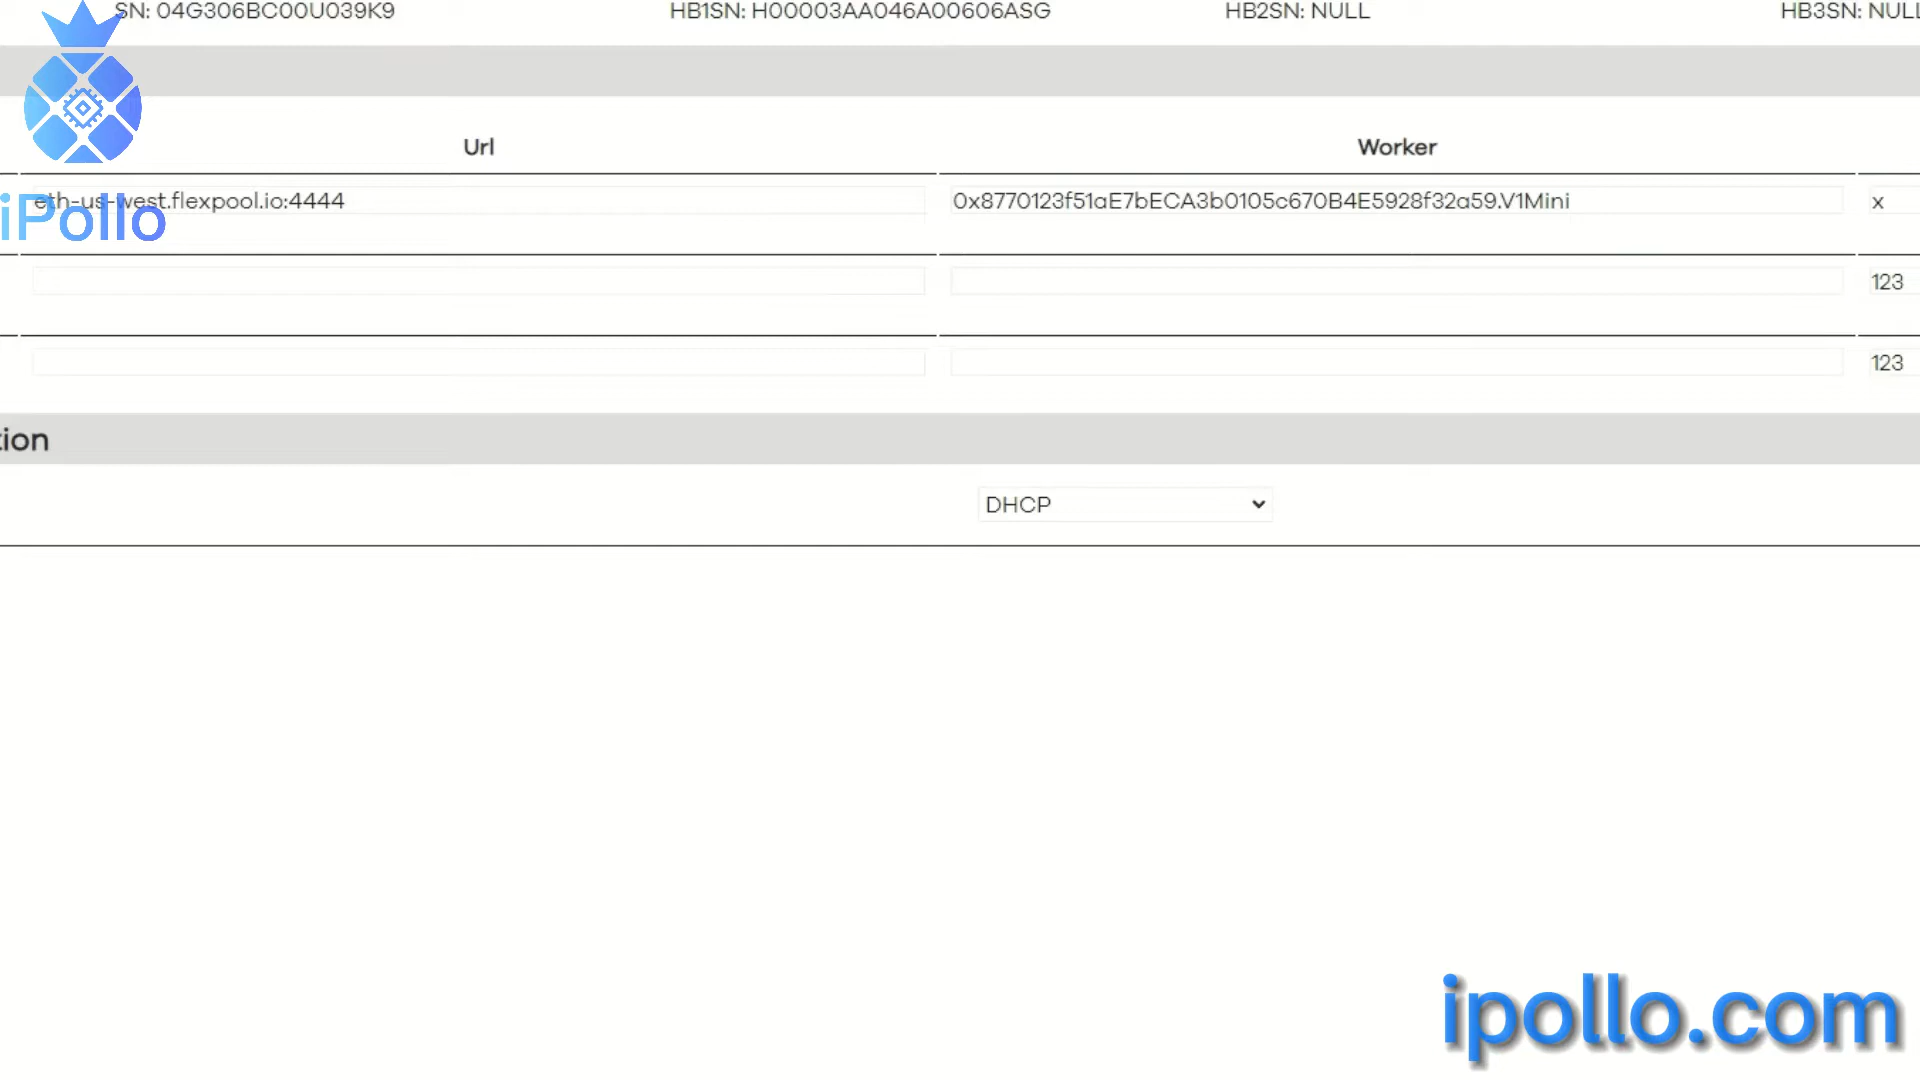 SN: 04G306BC00U039K9 HB1SN: H00003AA046A00606ASG HB2SN: NULL HB3SN: NULL
Url Worker
eth-us-west.flexpool.io:4444 0x8770123f51aE7bECA3b0105c670B4E5928f32a59.V1Mini x
iPollo
123
123
tion
DHCP
ipollo.com